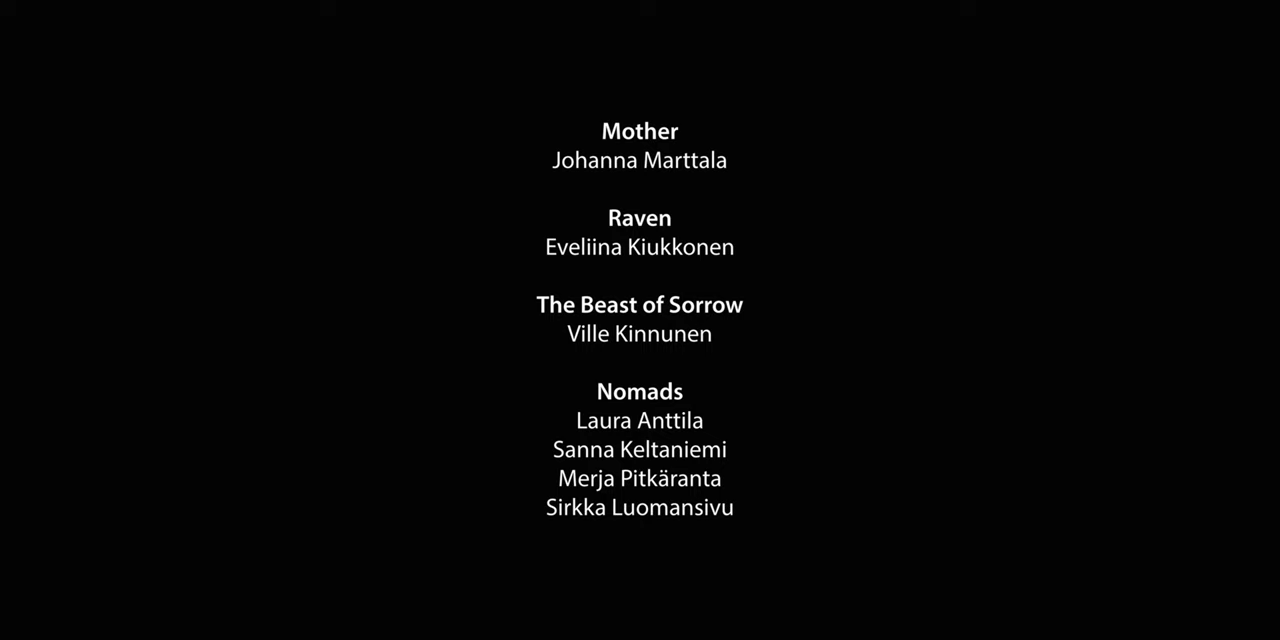 Mother
Johanna Marttala
Raven
Eveliina Kiukkonen
The Beast of Sorrow
Ville Kinnunen
Nomads
Laura Anttila
Sanna Keltaniemi
Merja Pitkäranta
Sirkka Luomansivu